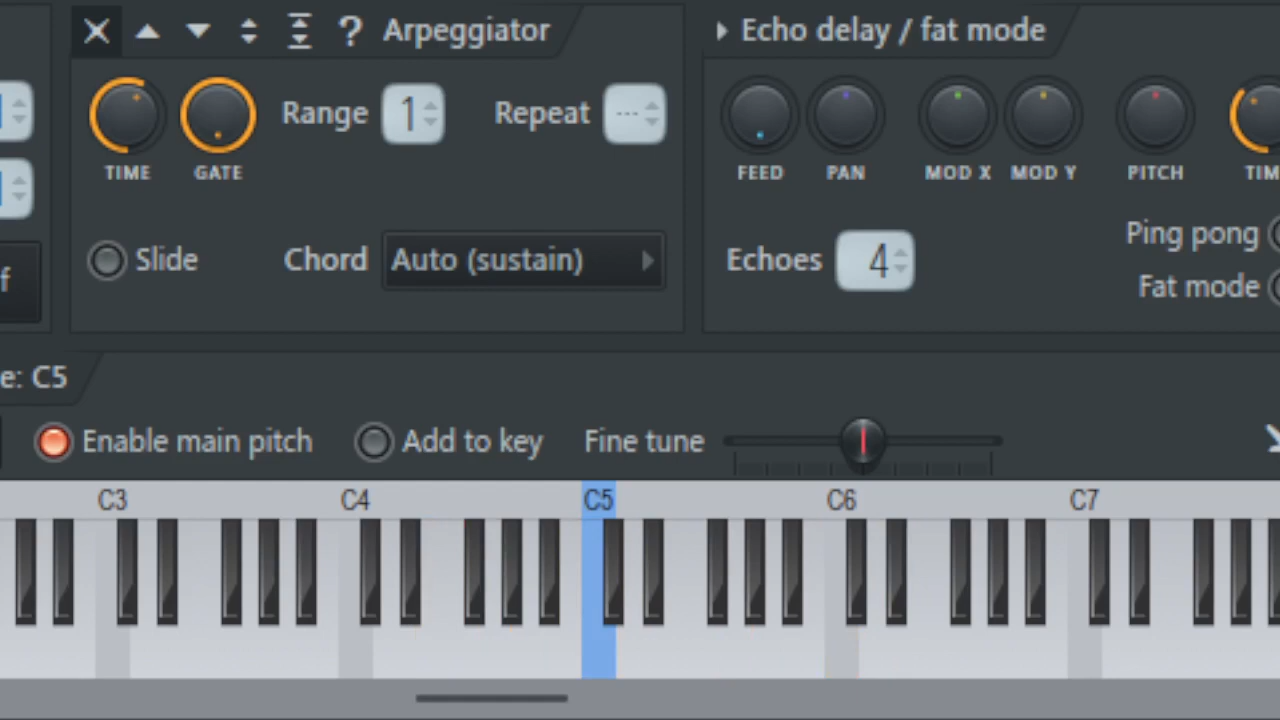 ? Arpeggiator
Echo delay / fat mode
Range 1 Repeat ---
TIME GATE
FEED PAN MOD X MOD Y PITCH TIM
Slide Chord Auto (sustain)
Echoes 4
Ping pong
Fat mode
f
e: C5
Enable main pitch Add to key Fine tune
C3 C4 C5 C6 C7